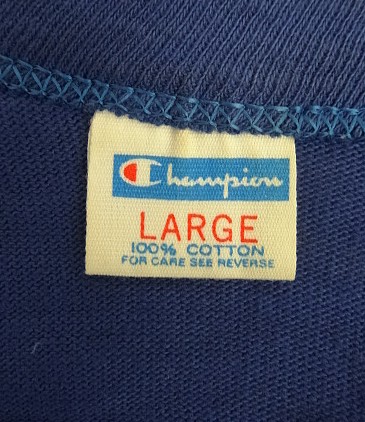 Champion
LARGE
100% COTTON
FOR CARE SEE REVERSE